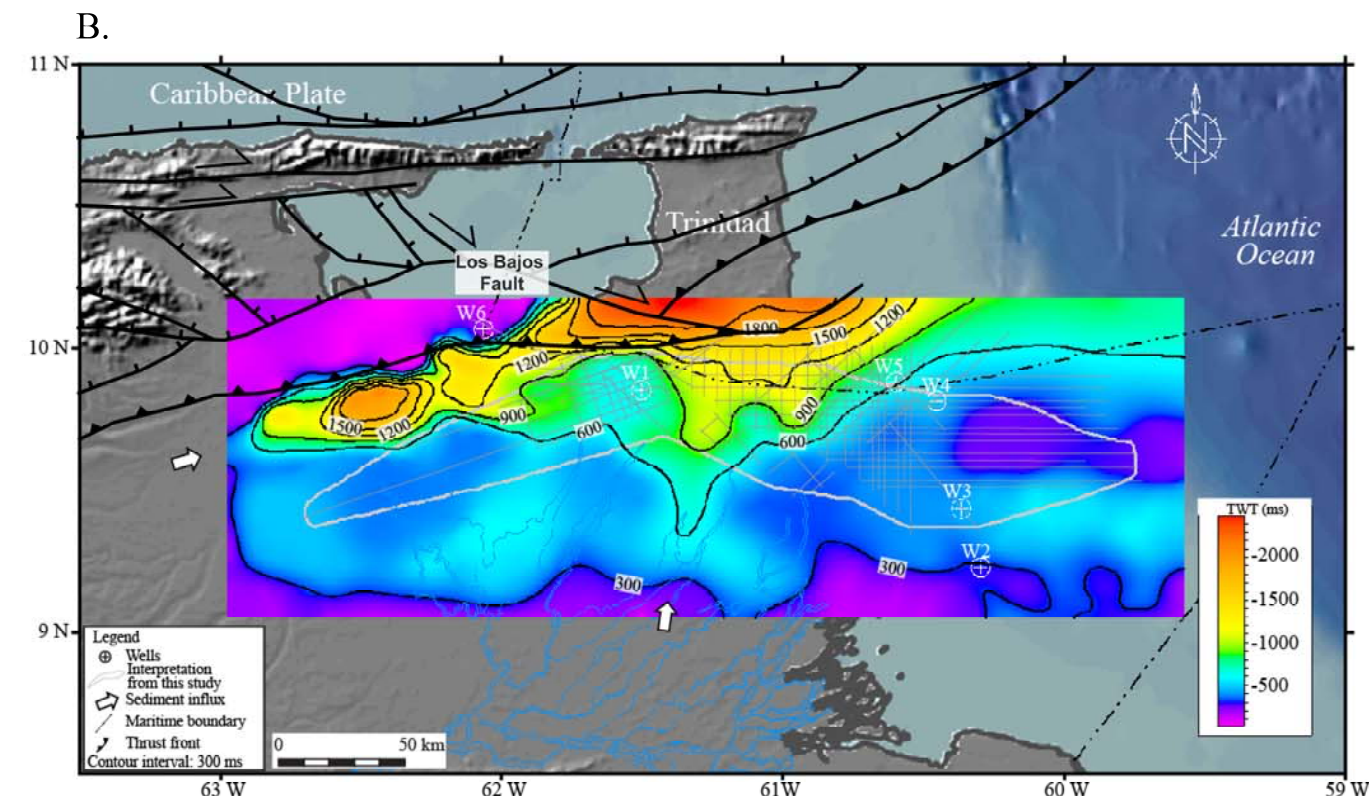 B.
11 N
Caribbean Plate
N
Trinidad
Atlantic
Ocean
Los Bajos
Fault
W6
10 N
1800
1500
1200
1200
W1
W5
W4
1500
1200
900
900
600
600
W3
W2
300
300
TWT (ms)
-2000
-1500
-1000
-500
9 N
Legend
Wells
Interpretation
from this study
Sediment influx
Maritime boundary
Thrust front
Contour interval: 300 ms
0 50 km
63 W 62 W 61W 60 W 59 W